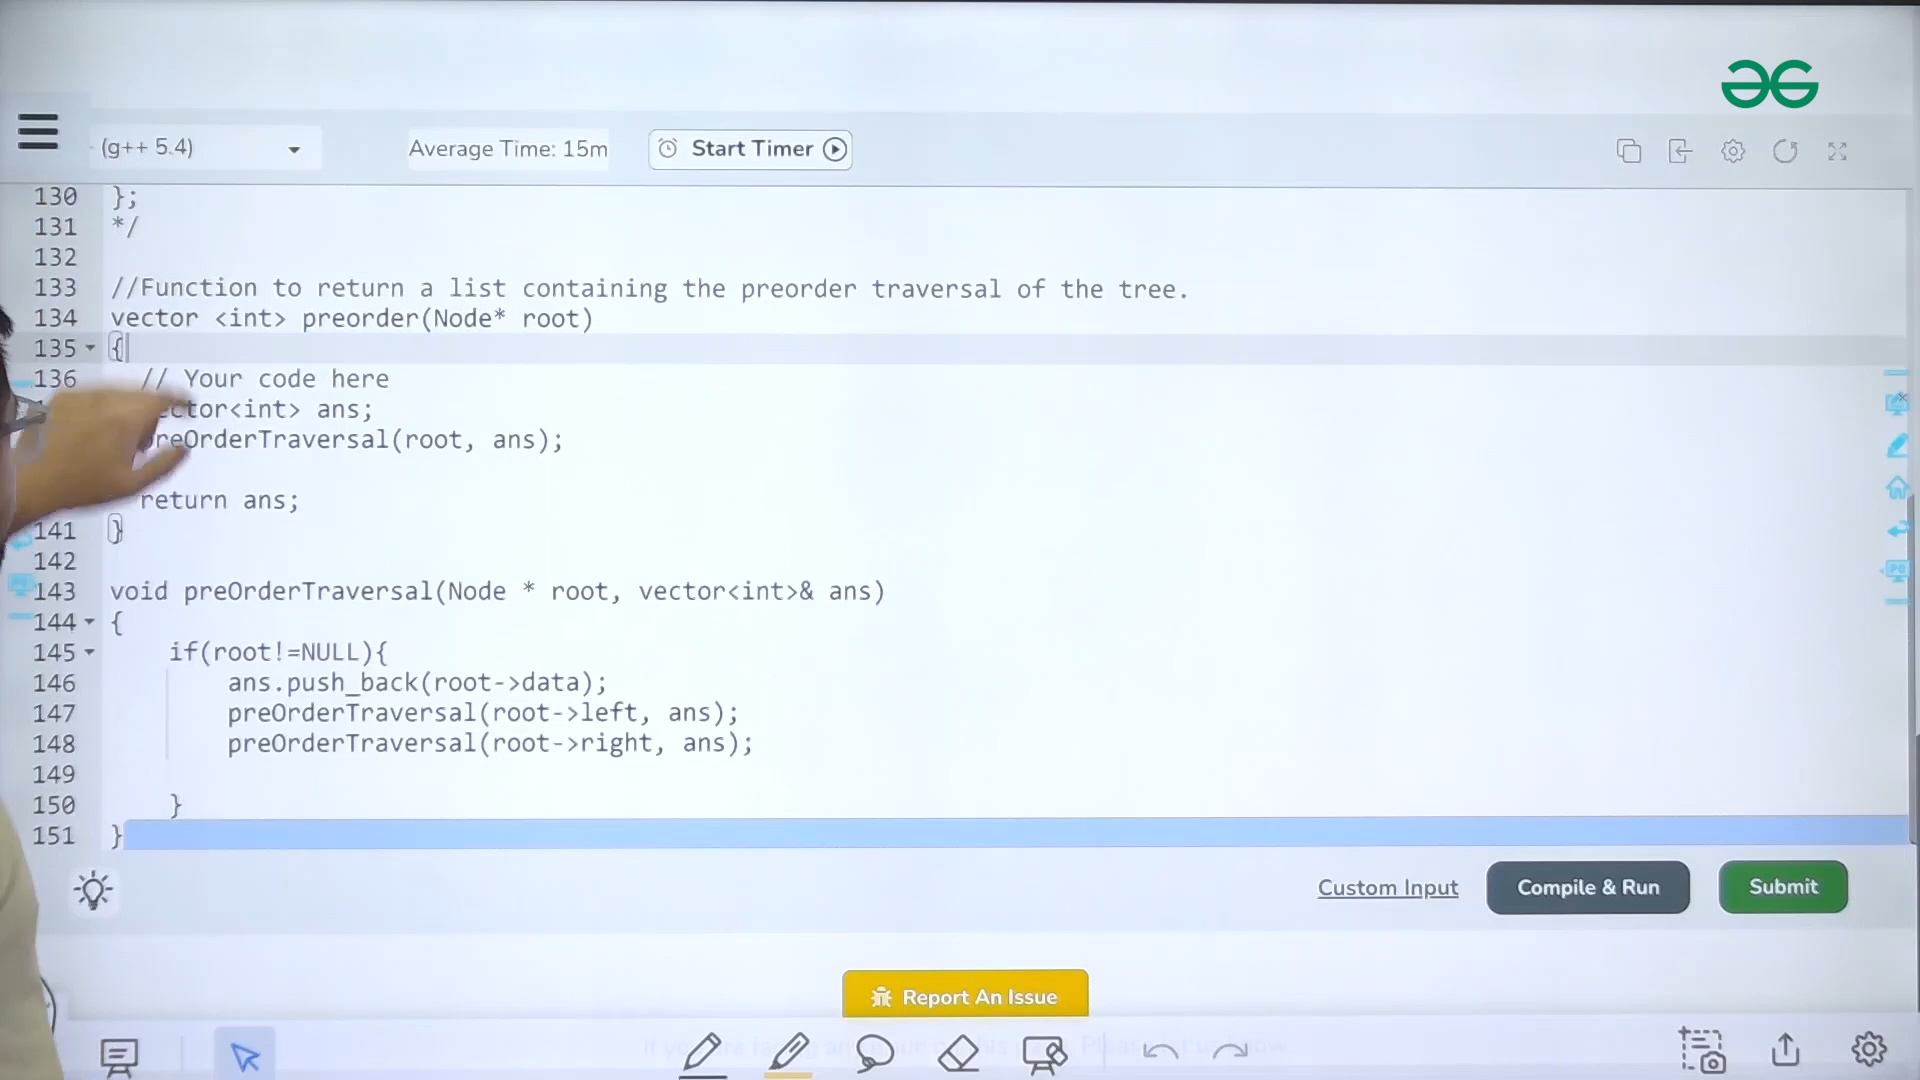 (g++ 5.4)
Average Time: 15m
Start Timer
130 };
131 */
132
133 //Function to return a list containing the preorder traversal of the tree.
134 vector <int> preorder(Node* root)
135 {
136 // Your code here
ector<int> ans;
preOrderTraversal(root, ans);
return ans;
141 }
142
143 void preOrderTraversal(Node * root, vector<int>& ans)
144 {
145 if(root!=NULL){
146 ans.push_back(root->data);
147 preOrderTraversal(root->left, ans);
148 preOrderTraversal(root->right, ans);
149
150 }
151 }
Custom Input
Compile & Run
Submit
Report An Issue